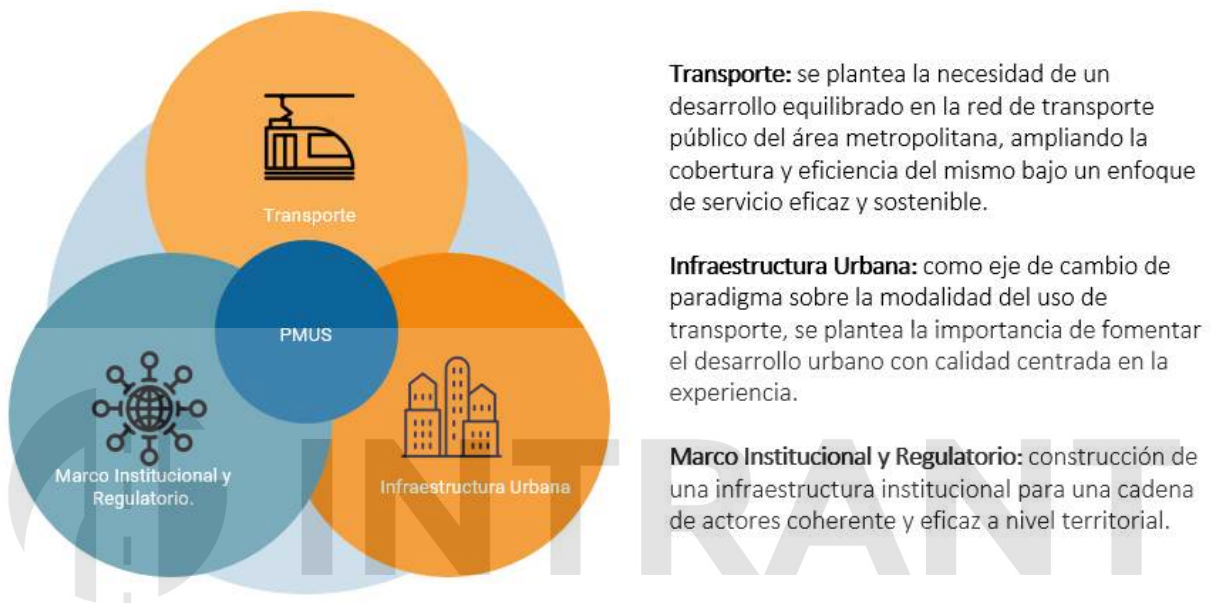 Transporte
PMUS
Marco Institucional y
Regulatorio.
Infraestructura Urbana
Transporte: se plantea la necesidad de un
desarrollo equilibrado en la red de transporte
público del área metropolitana, ampliando la
cobertura y eficiencia del mismo bajo un enfoque
de servicio eficaz y sostenible.
Infraestructura Urbana: como eje de cambio de
paradigma sobre la modalidad del uso de
transporte, se plantea la importancia de fomentar
el desarrollo urbano con calidad centrada en la
experiencia.
Marco Institucional y Regulatorio: construcción de
una infraestructura institucional para una cadena
de actores coherente y eficaz a nivel territorial.
INTRANT